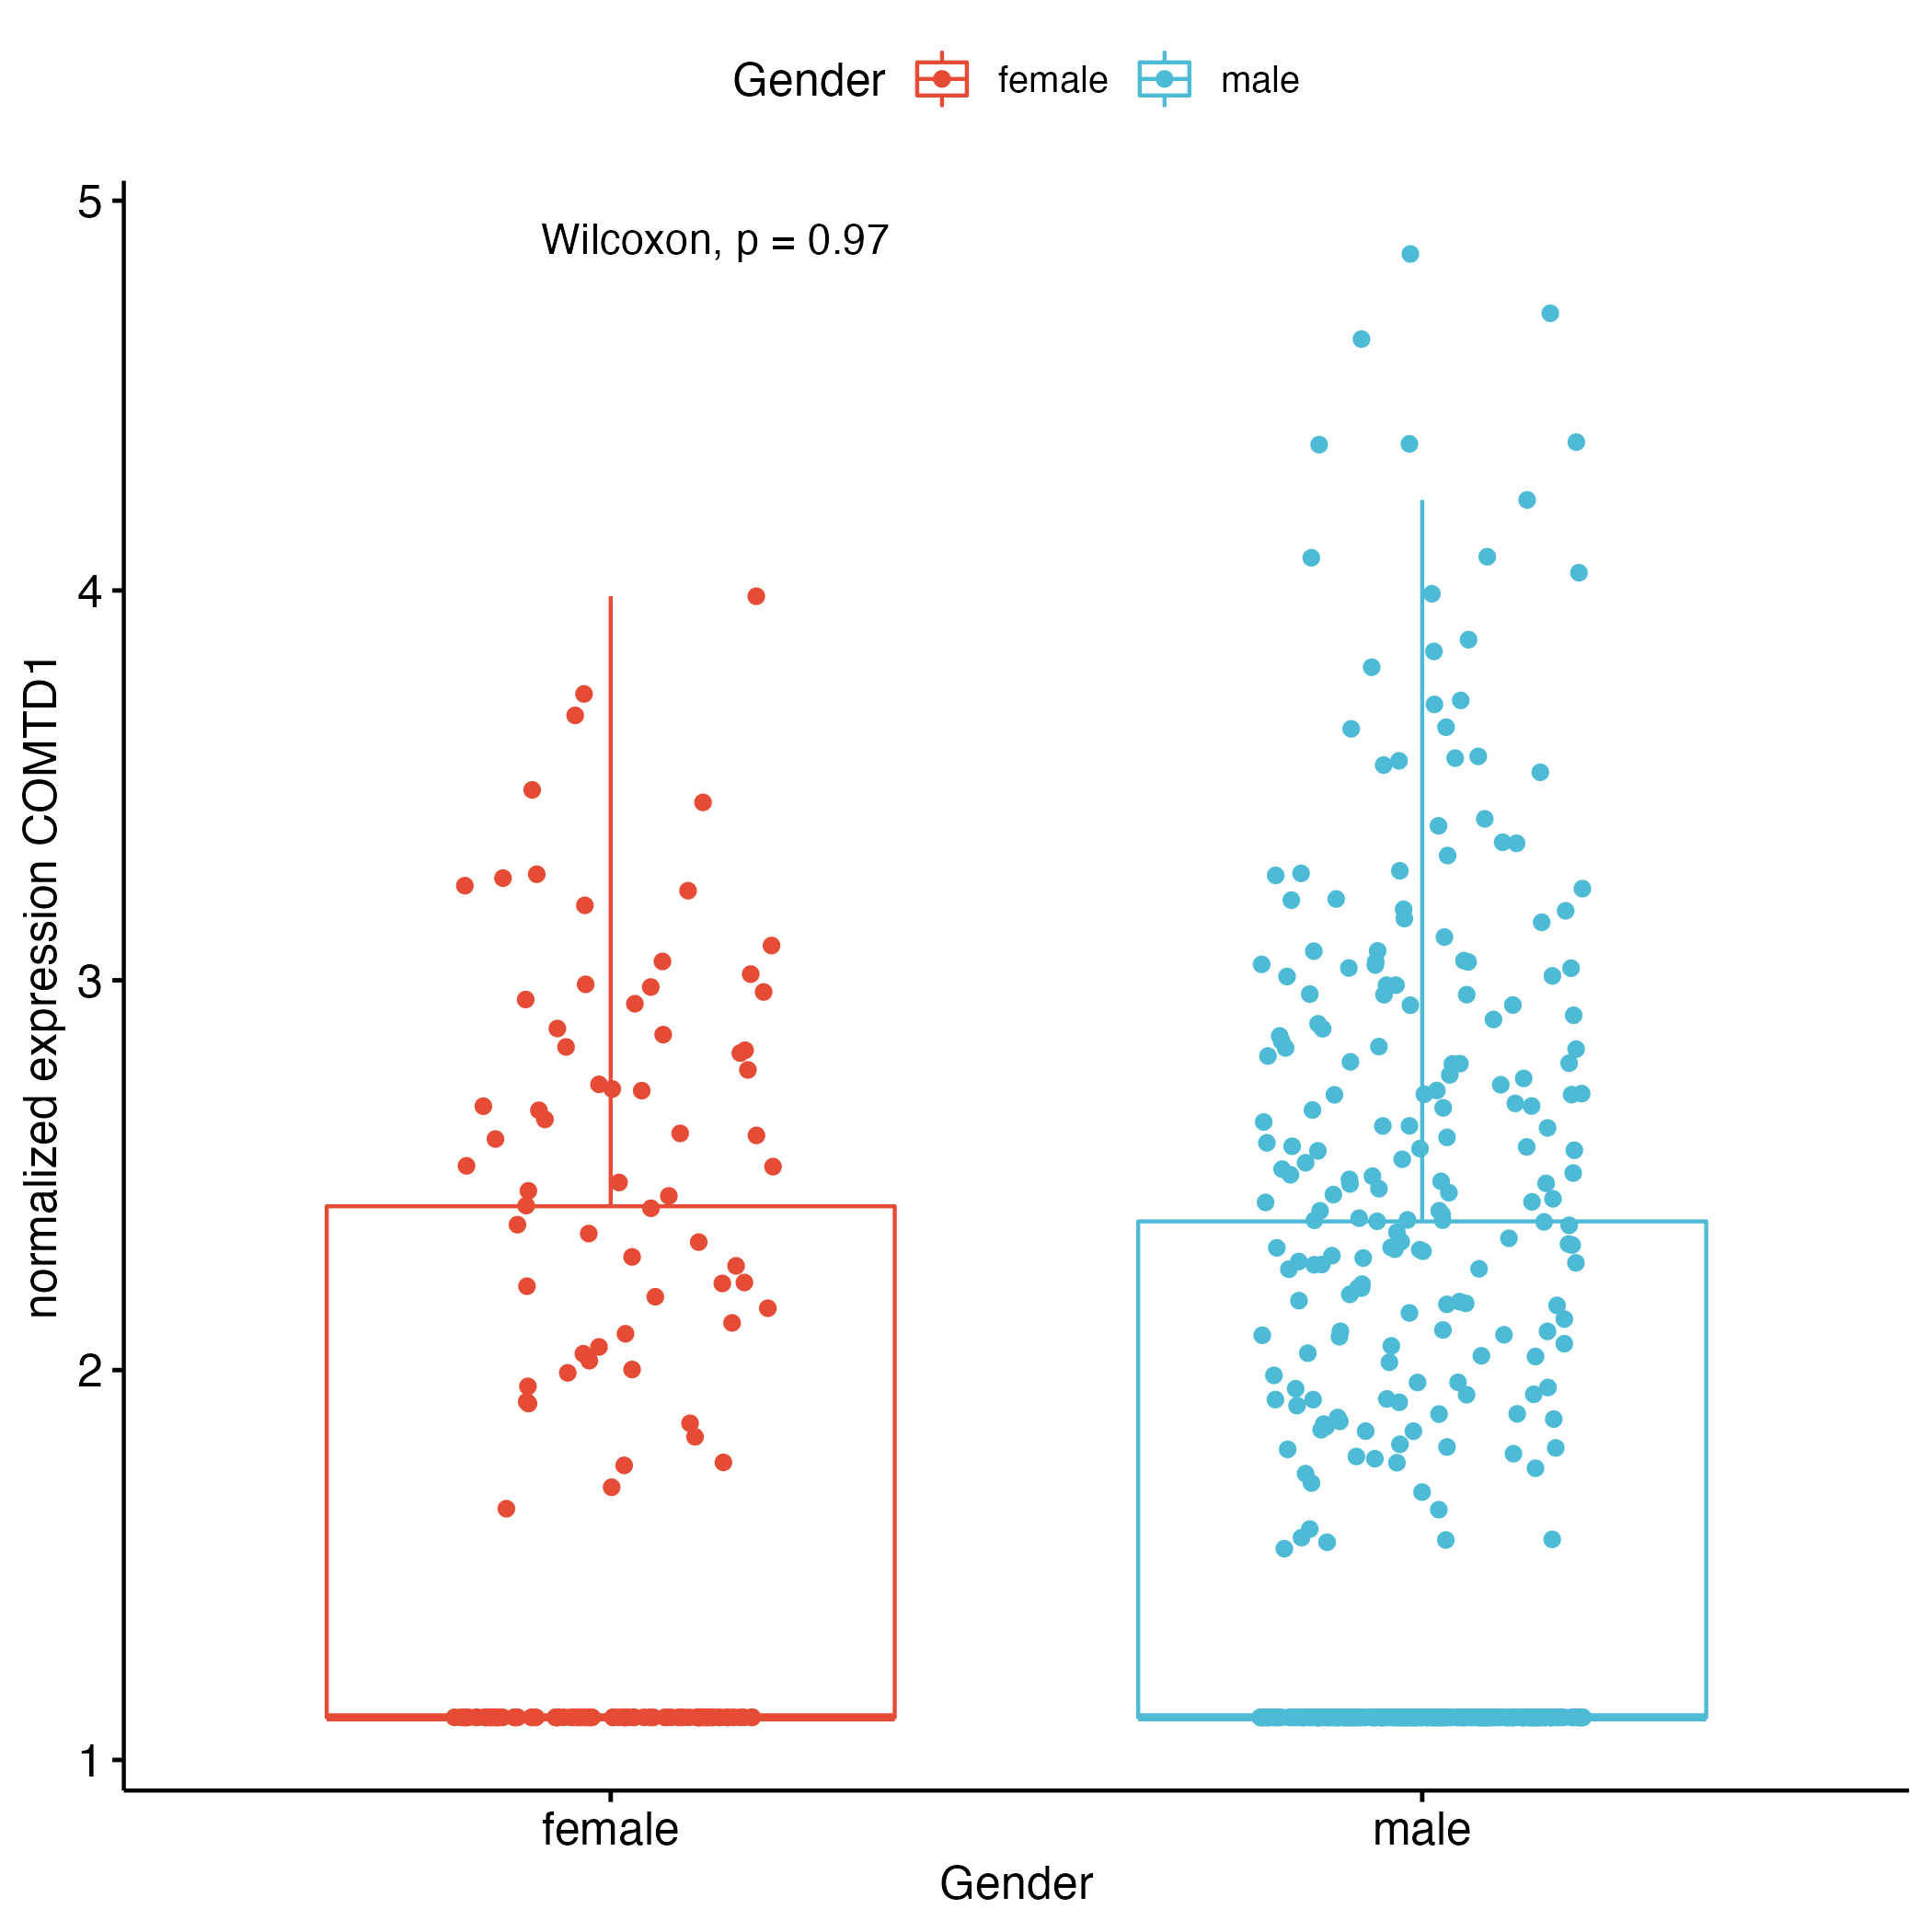 Gender female male
5
Wilcoxon, p = 0.97
4
3
2
1
normalized expression COMTD1
female male
Gender